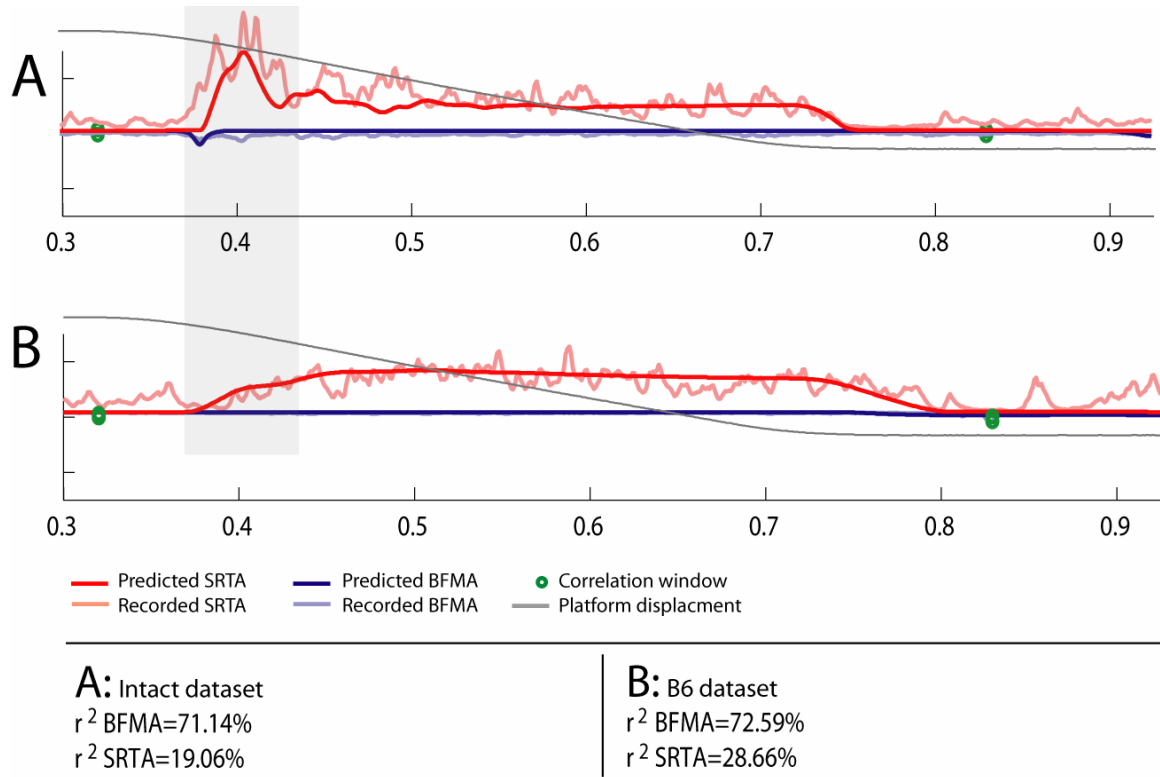 A
0.3 0.4 0.5 0.6 0.7 0.8 0.9
B
0.3 0.4 0.5 0.6 0.7 0.8 0.9
Predicted SRTA Predicted BFMA Correlation window
Recorded SRTA Recorded BFMA Platform displacment
A: Intact dataset
r 2 BFMA=71.14%
r 2 SRTA=19.06%
B: B6 dataset
r 2 BFMA=72.59%
r 2 SRTA=28.66%